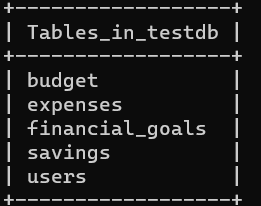 Tables_in_testdb
budget
expenses
financial_goals
savings
users